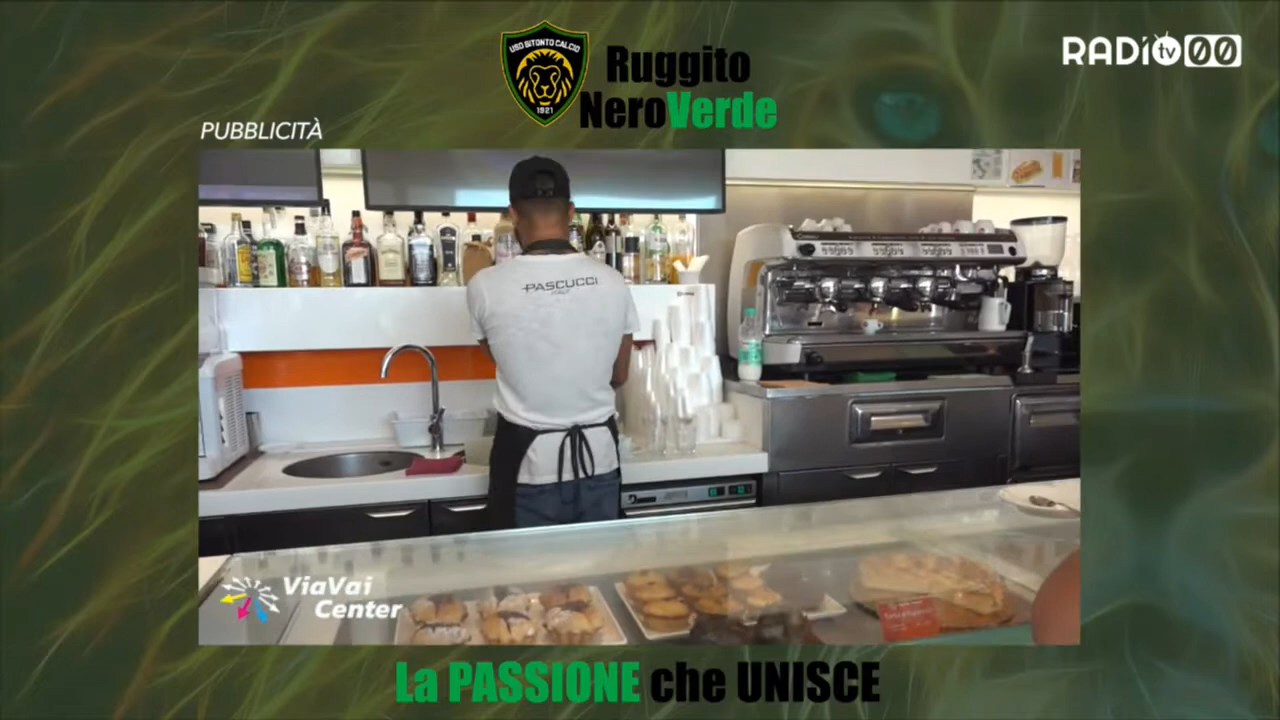 USD BITONTO CALCIO
1921
Ruggito
NeroVerde
RADIO tv 00
PUBBLICITÀ
PASCUCCI
ViaVai
Center
La PASSIONE che UNISCE